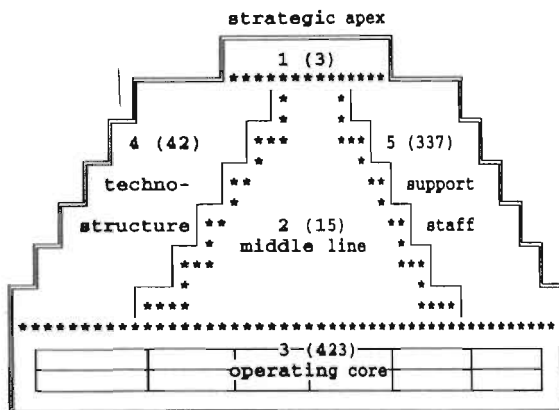 strategic apex
1 (3)
4 (42)
5 (337)
techno-
support
structure
2 (15)
staff
middle line
3 (423)
operating core